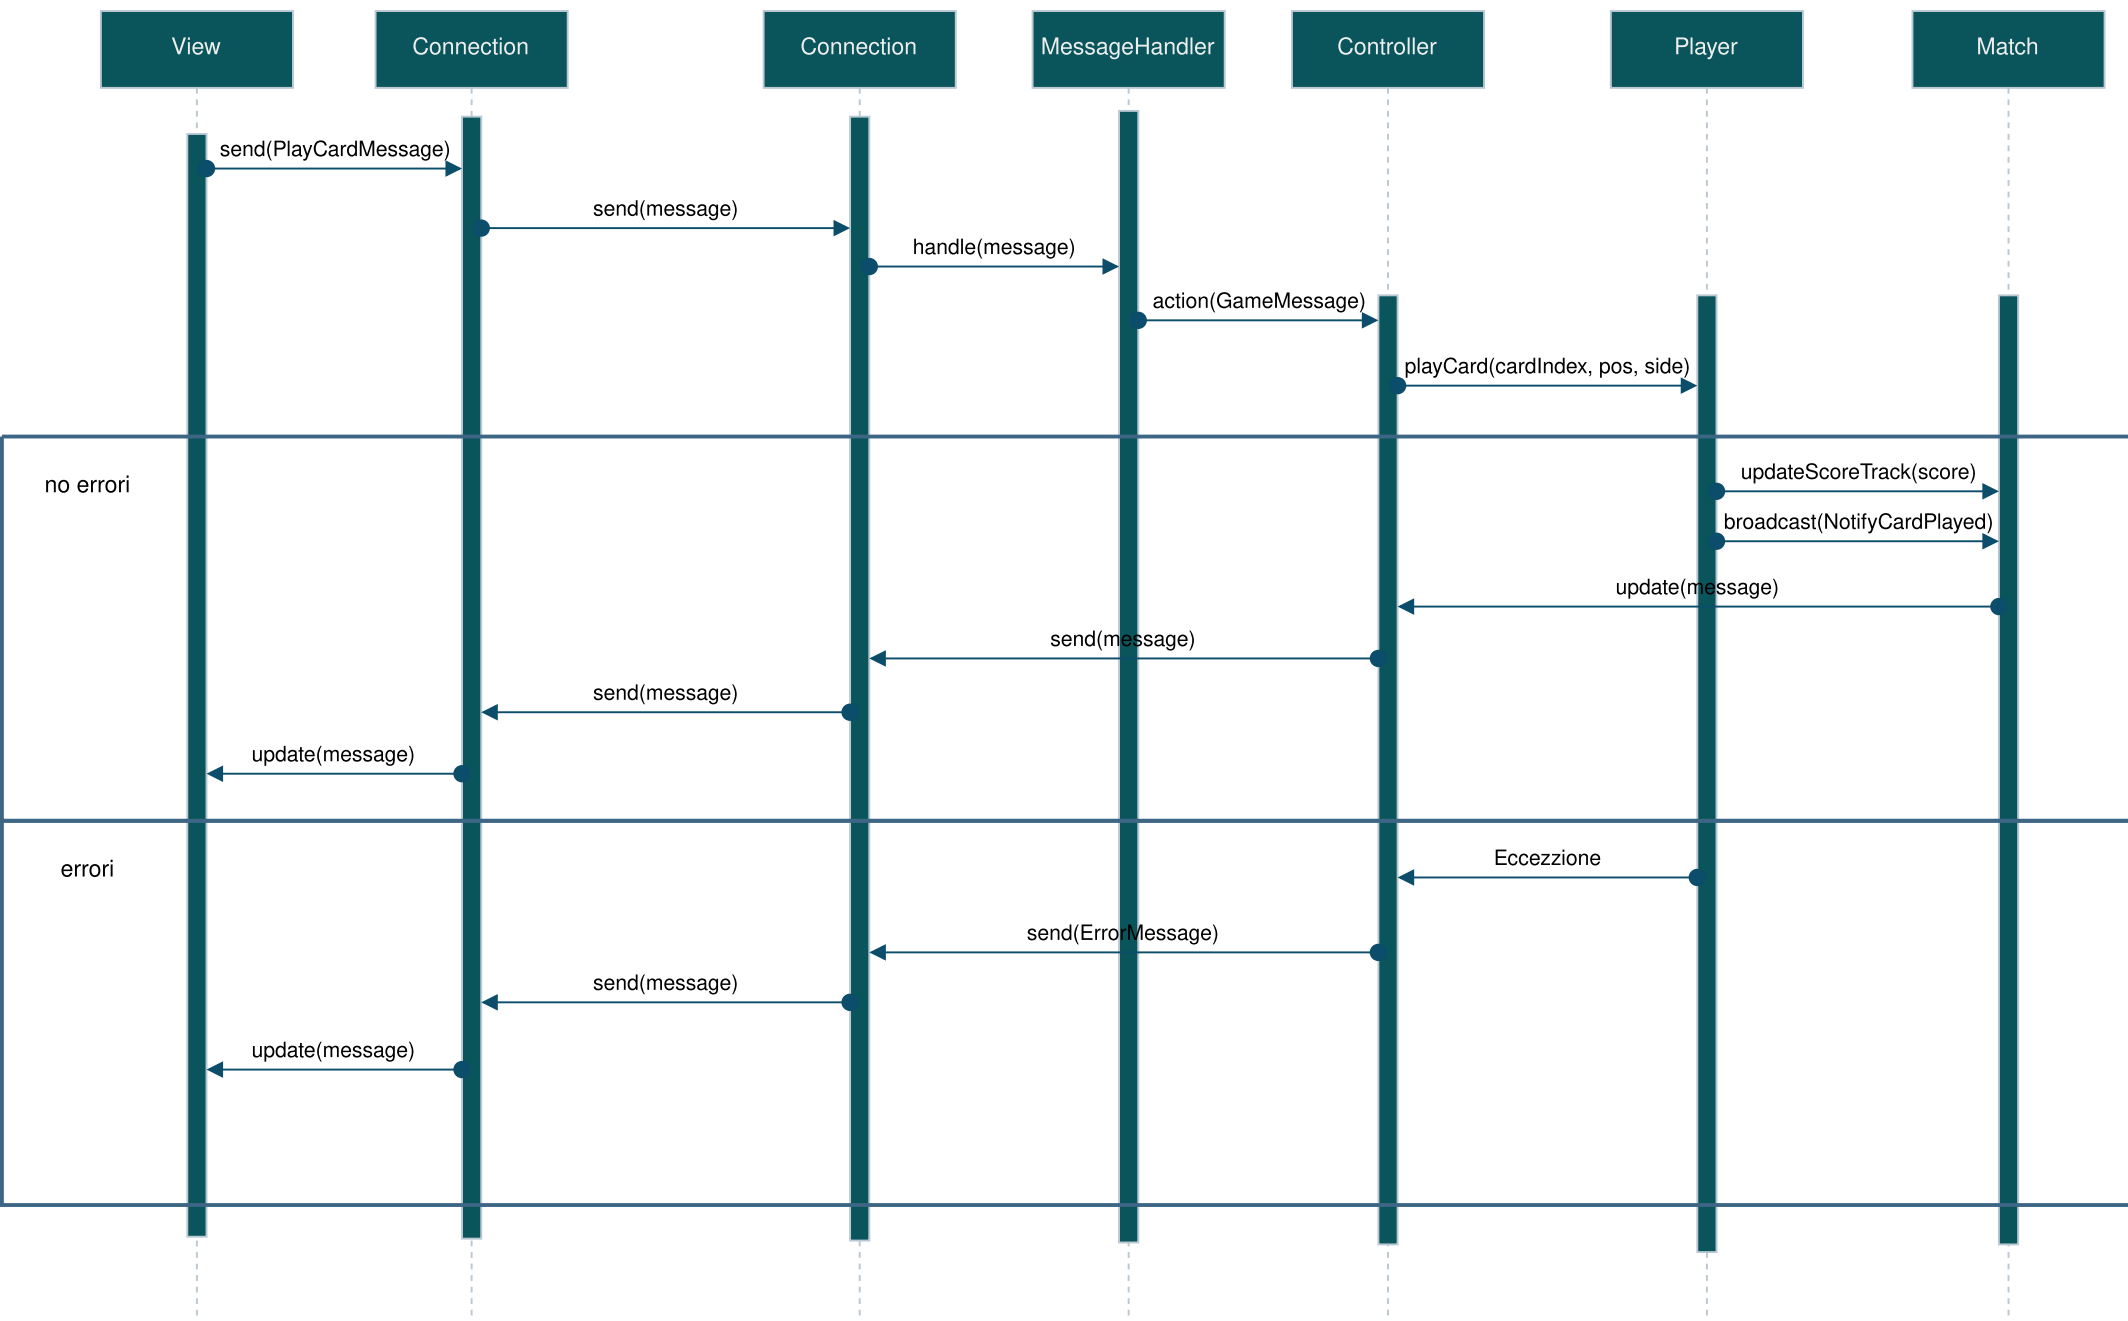 View
Connection
Connection
MessageHandler
Controller
Player
Match
send(PlayCardMessage)
send(message)
handle(message)
action(GameMessage)
playCard(cardIndex, pos, side)
no errori
updateScoreTrack(score)
broadcast(NotifyCardPlayed)
update(message)
send(message)
send(message)
update(message)
errori
Eccezzione
send(ErrorMessage)
send(message)
update(message)